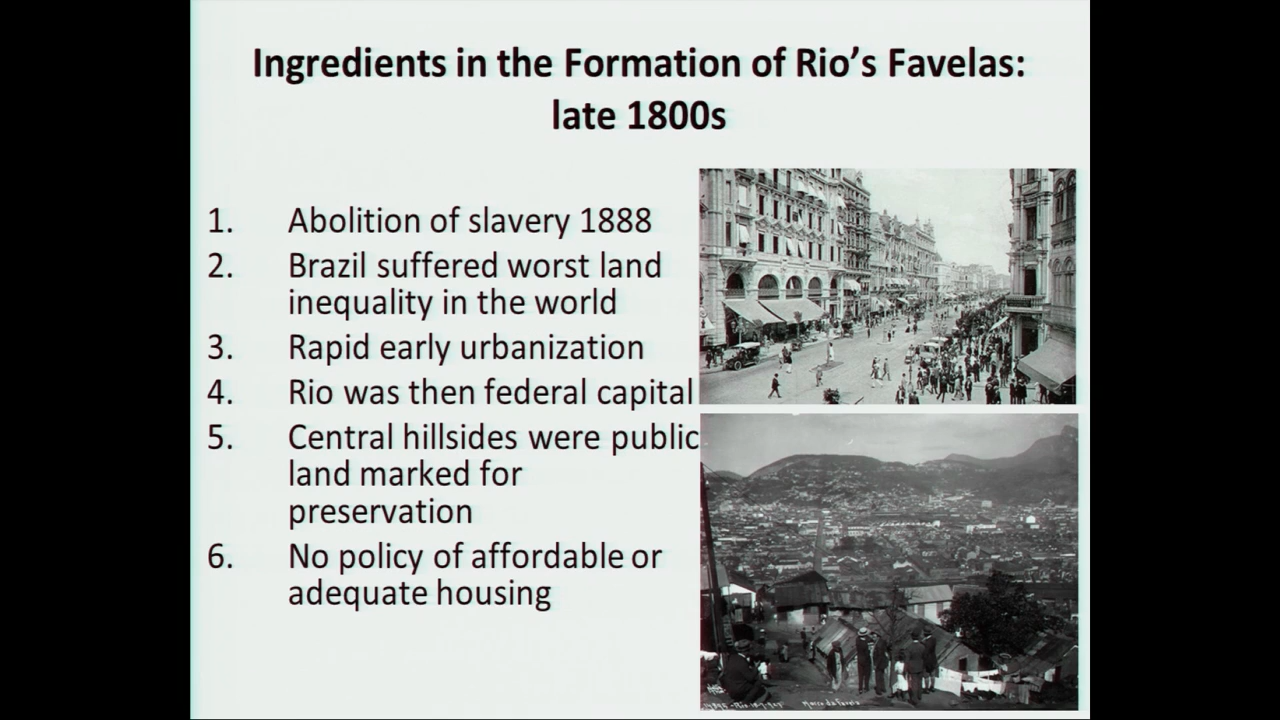 Ingredients in the Formation of Rio’s Favelas:
late 1800s
1. Abolition of slavery 1888
2. Brazil suffered worst land
inequality in the world
3. Rapid early urbanization
4. Rio was then federal capital
5. Central hillsides were public
land marked for
preservation
6. No policy of affordable or
adequate housing